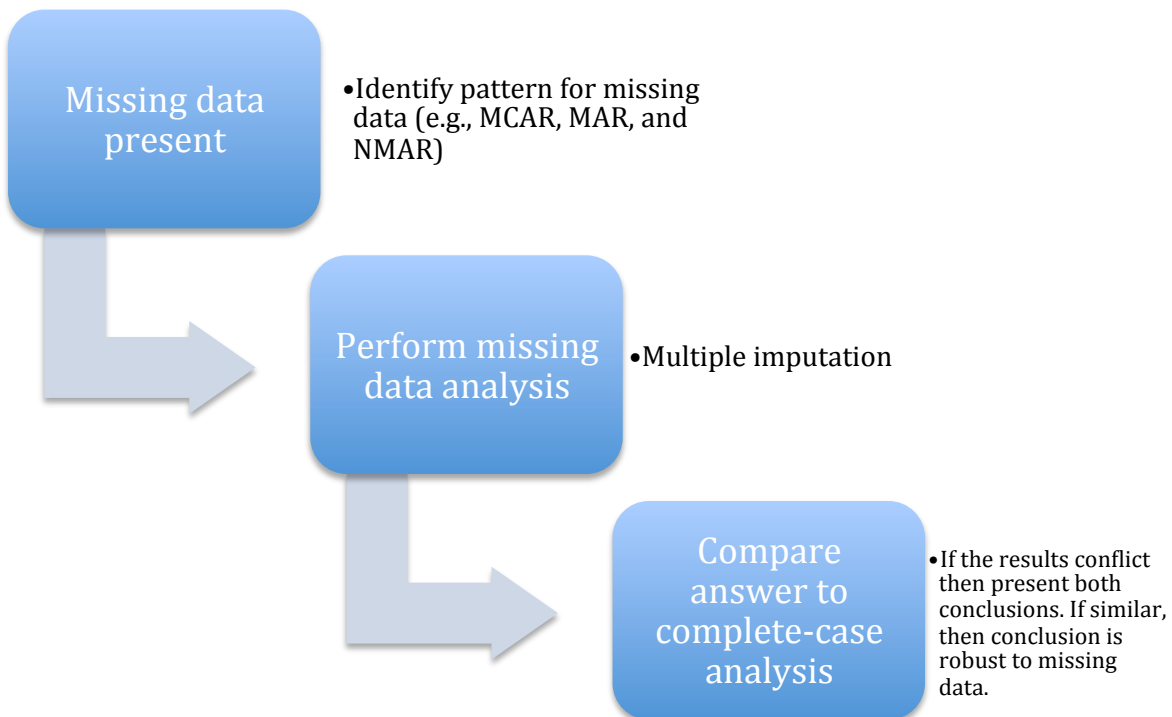 Missing data
present
•Identify pattern for missing
data (e.g., MCAR, MAR, and
NMAR)
Perform missing
data analysis
•Multiple imputation
Compare
answer to
complete-case
analysis
•If the results conflict
then present both
conclusions. If similar,
then conclusion is
robust to missing
data.